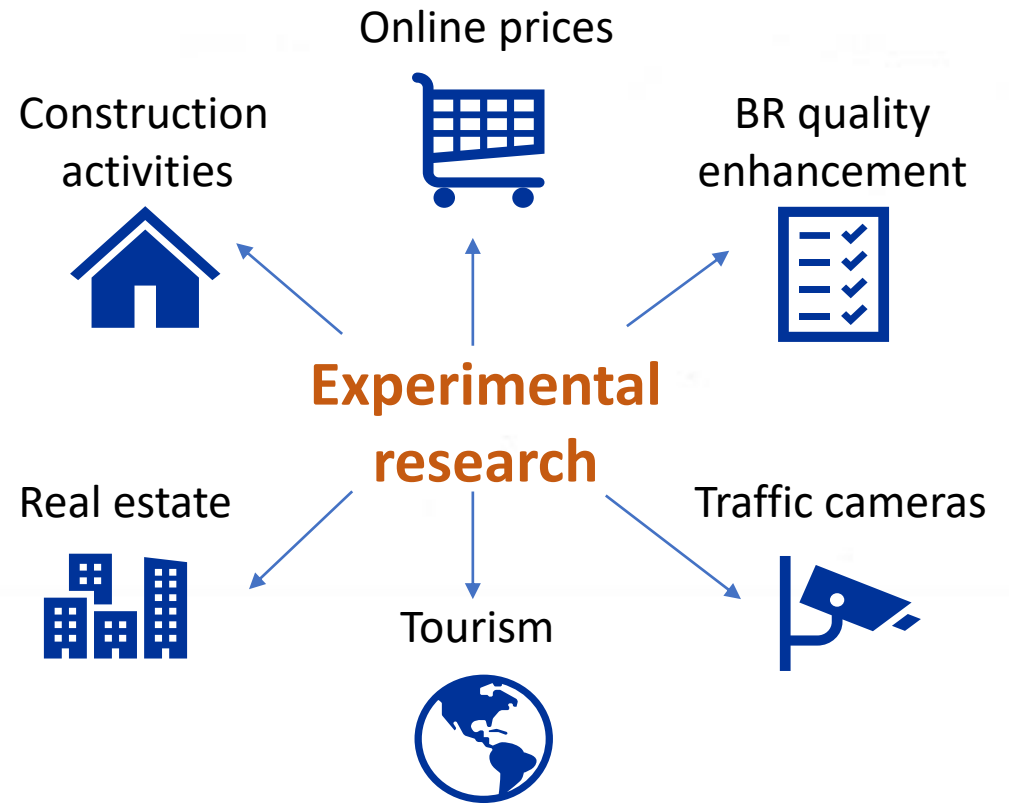 Online prices
Construction
activities
BR quality
enhancement
Experimental
research
Real estate
Traffic cameras
Tourism